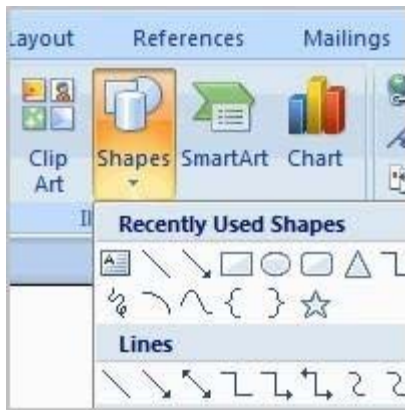 Layout References Mailings
Clip Art Shapes SmartArt Chart
Recently Used Shapes
Lines